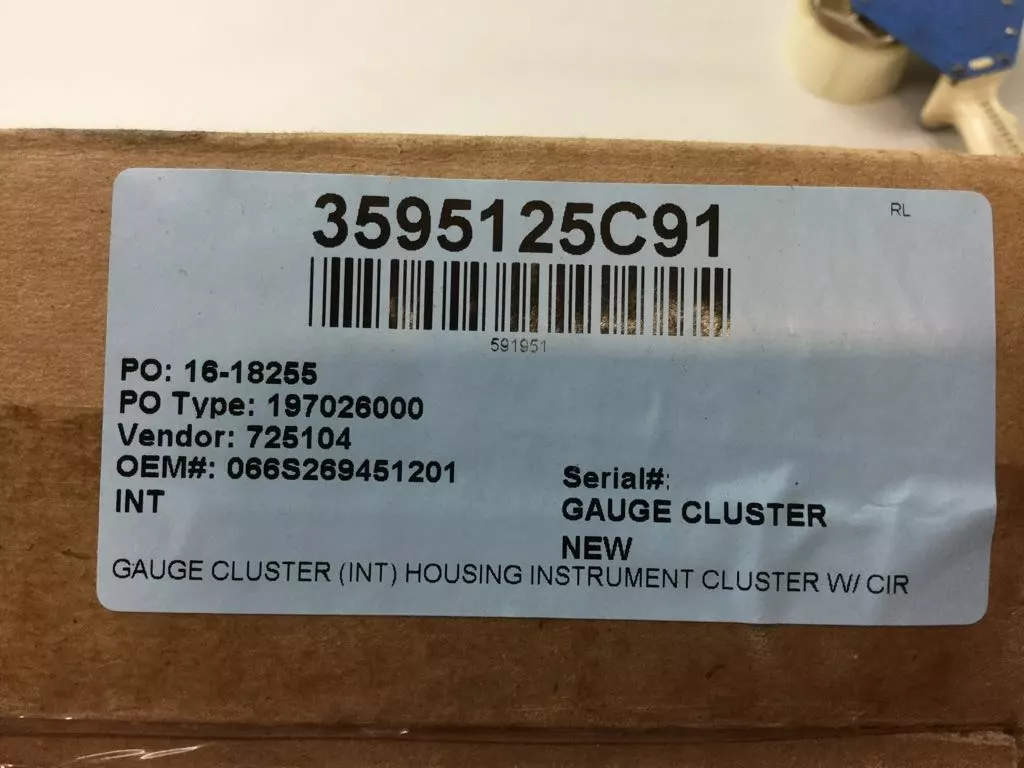 3595125C91
RL
591951
PO: 16-18255
PO Type: 197026000
Vendor: 725104
OEM#: 066S269451201
Serial#:
INT
GAUGE CLUSTER
NEW
GAUGE CLUSTER (INT) HOUSING INSTRUMENT CLUSTER W/ CIR